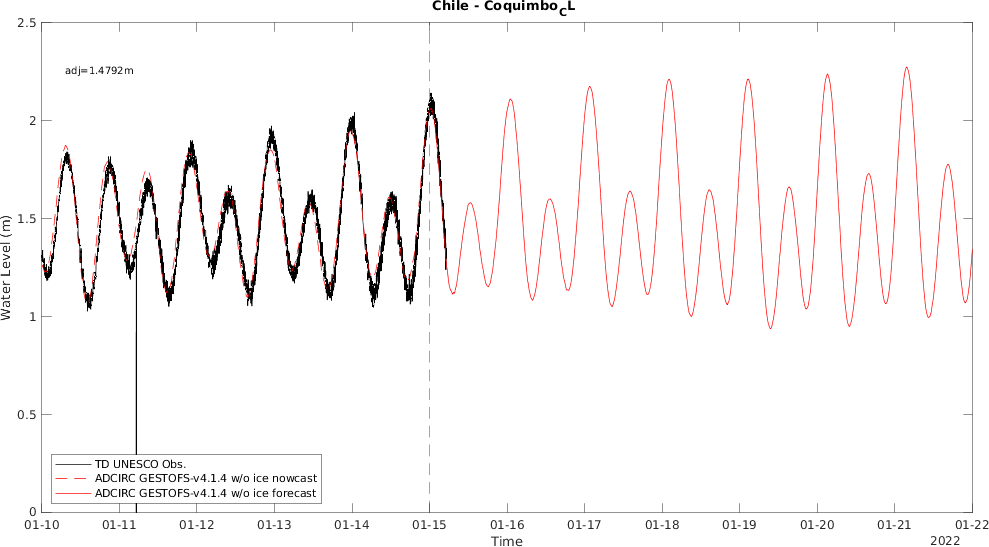 Chile - Coquimbo_CL
2.5
adj=1.4792m
2
1.5
Water Level (m)
1
0.5
TD UNESCO Obs.
ADCIRC GESTOFS-v4.1.4 w/o ice nowcast
ADCIRC GESTOFS-v4.1.4 w/o ice forecast
0
01-10 01-11 01-12 01-13 01-14 01-15 01-16 01-17 01-18 01-19 01-20 01-21 01-22
Time
2022